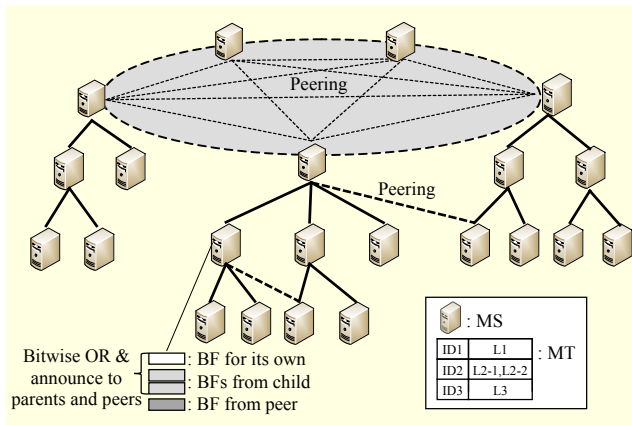 Peering
Peering
Bitwise OR &
announce to
parents and peers
: BF for its own
: BFs from child
: BF from peer
: MS
ID1 L1
ID2 L2-1,L2-2
ID3 L3
: MT